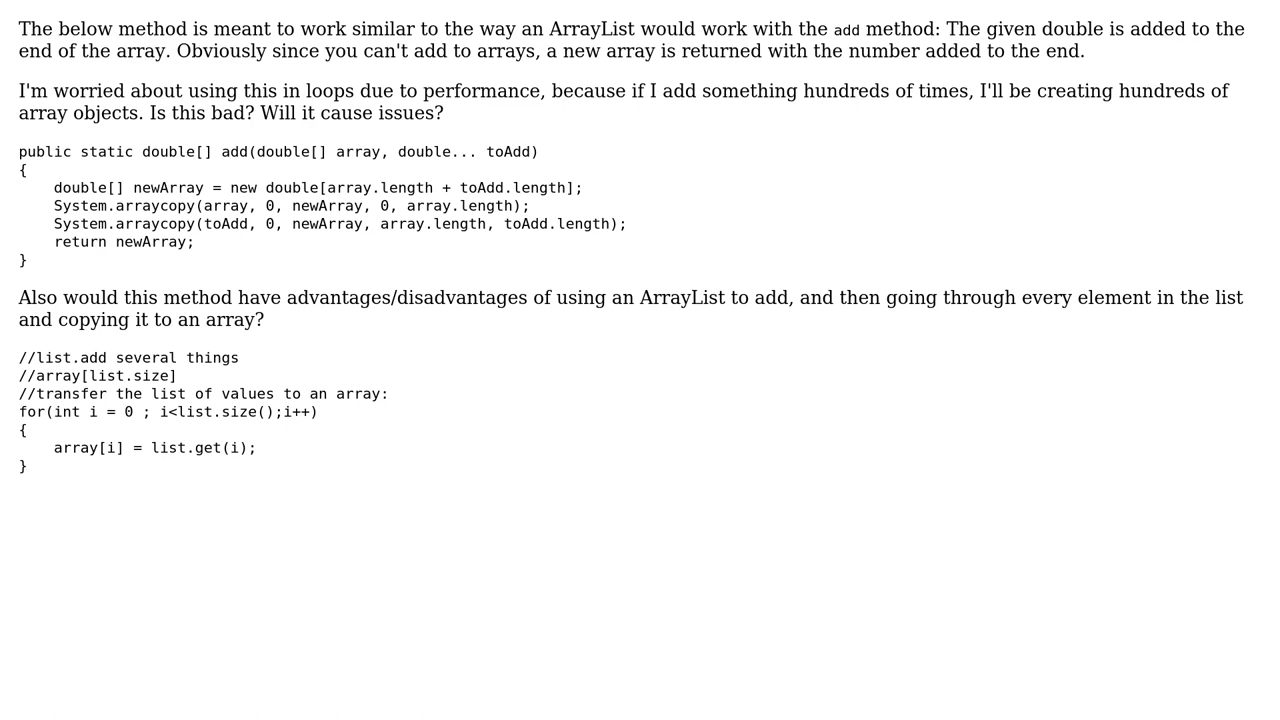 The below method is meant to work similar to the way an ArrayList would work with the add method: The given double is added to the
end of the array. Obviously since you can't add to arrays, a new array is returned with the number added to the end.
I'm worried about using this in loops due to performance, because if I add something hundreds of times, I'll be creating hundreds of
array objects. Is this bad? Will it cause issues?
public static double[] add(double[] array, double... toAdd)
{
    double[] newArray = new double[array.length + toAdd.length];
    System.arraycopy(array, 0, newArray, 0, array.length);
    System.arraycopy(toAdd, 0, newArray, array.length, toAdd.length);
    return newArray;
}
Also would this method have advantages/disadvantages of using an ArrayList to add, and then going through every element in the list
and copying it to an array?
//list.add several things
//array[list.size]
//transfer the list of values to an array:
for(int i = 0 ; i<list.size();i++)
{
    array[i] = list.get(i);
}